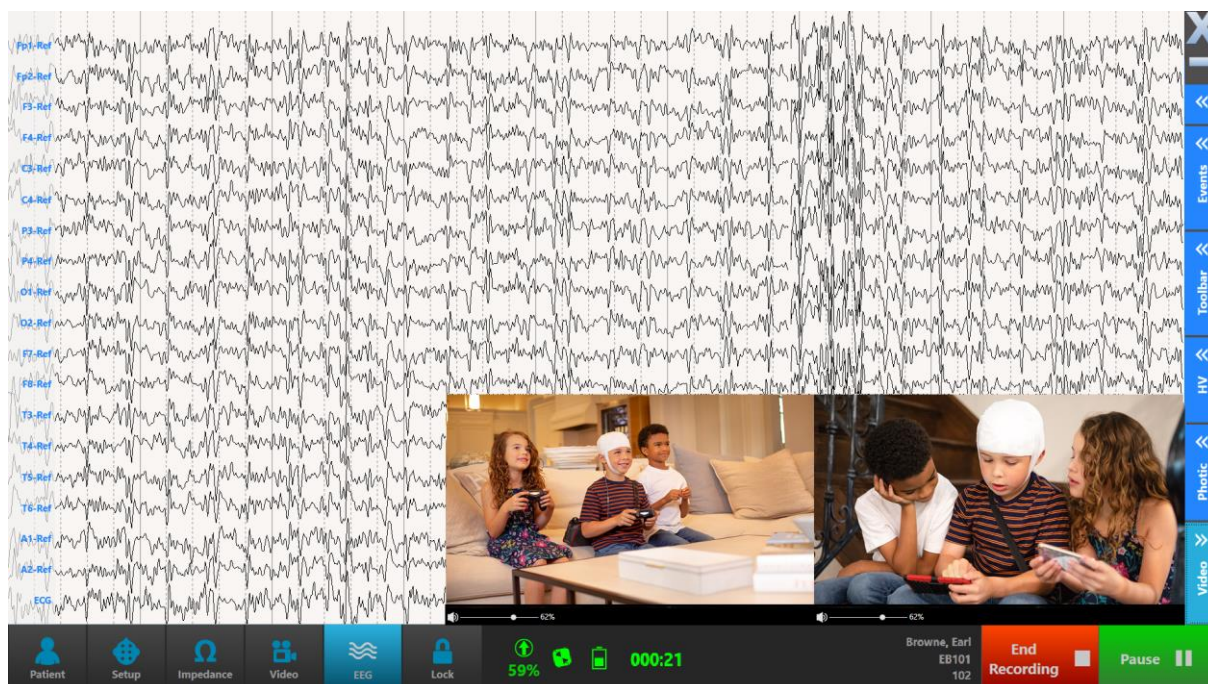 Fp1-Ref
Fp2-Ref
F3-Ref
F4-Ref
C3-Ref
C4-Ref
P3-Ref
P4-Ref
O1-Ref
O2-Ref
F7-Ref
F8-Ref
T3-Ref
T4-Ref
T5-Ref
T6-Ref
A1-Ref
A2-Ref
ECG
X
Events
Toolbar
HV
Photic
Video
62%
62%
Patient
Setup
Impedance
Video
EEG
Lock
59%
000:21
Browne, Earl
EB101
102
End
Recording
Pause